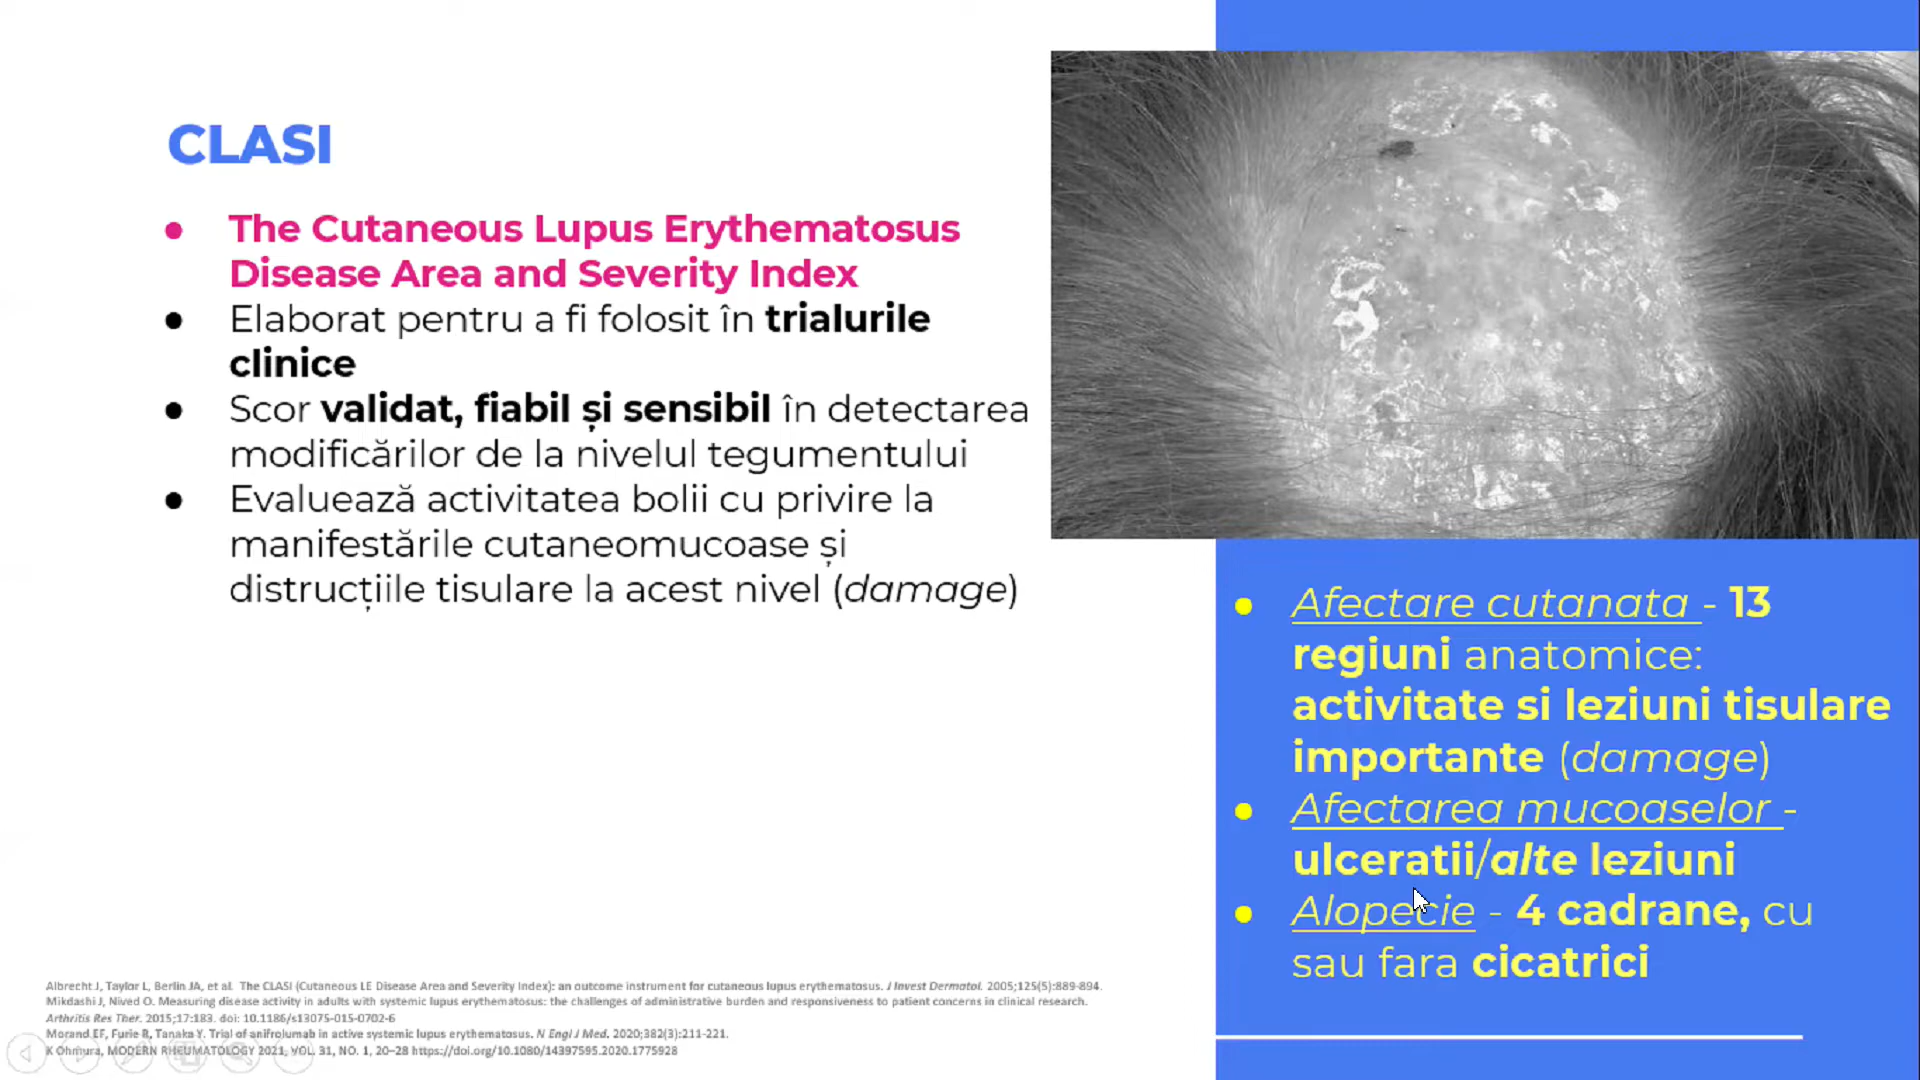 CLASI
● The Cutaneous Lupus Erythematosus
Disease Area and Severity Index
● Elaborat pentru a fi folosit în trialurile
clinice
● Scor validat, fiabil și sensibil în detectarea
modificărilor de la nivelul tegumentului
● Evaluează activitatea bolii cu privire la
manifestările cutaneomucoase și
distrucțiile tisulare la acest nivel (damage)
● Afectare cutanata - 13
regiuni anatomice:
activitate si leziuni tisulare
importante (damage)
● Afectarea mucoaselor -
ulceratii/alte leziuni
● Alopecie - 4 cadrane, cu
sau fara cicatrici
Albrecht J, Taylor L, Berlin JA, et al. The CLASI (Cutaneous LE Disease Area and Severity Index): an outcome instrument for cutaneous lupus erythematosus. J Invest Dermatol. 2005;125(5):889-894.
Mikdashi J, Nived O. Measuring disease activity in adults with systemic lupus erythematosus: the challenges of administrative burden and responsiveness to patient concerns in clinical research.
Arthritis Res Ther. 2015;17:183. doi: 10.1186/s13075-015-0702-6
Morand EF, Furie R, Tanaka Y. Trial of anifrolumab in active systemic lupus erythematosus. N Engl J Med. 2020;382(3):211-221.
K Ohmura, MODERN RHEUMATOLOGY 2021, VOL. 31, NO. 1, 20–28 https://doi.org/10.1080/14397595.2020.1775928